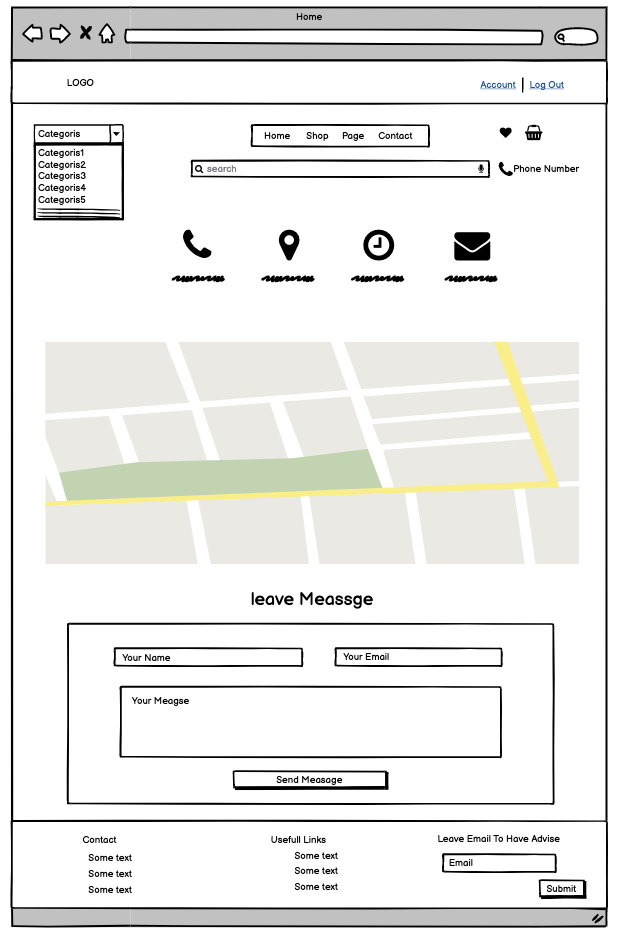 Home
LOGO
Account
Log Out
Categoris
Home Shop Page Contact
Categoris1
Categoris2
Categoris3
Categoris4
Categoris5
search
Phone Number
leave Meassge
Your Name
Your Email
Your Meagse
Send Measage
Contact
Some text
Some text
Some text
Usefull Links
Some text
Some text
Some text
Leave Email To Have Advise
Email
Submit